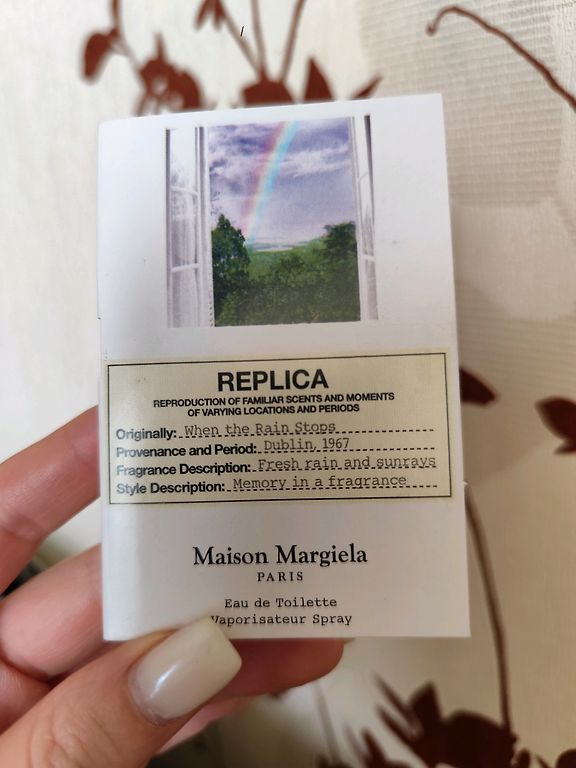 REPLICA
REPRODUCTION OF FAMILIAR SCENTS AND MOMENTS
OF VARYING LOCATIONS AND PERIODS
Originally: When the Rain Stops
Provenance and Period: Dublin, 1967
Fragrance Description: Fresh rain and sunrays
Style Description: Memory in a fragrance
Maison Margiela
PARIS
Eau de Toilette
Vaporisateur Spray